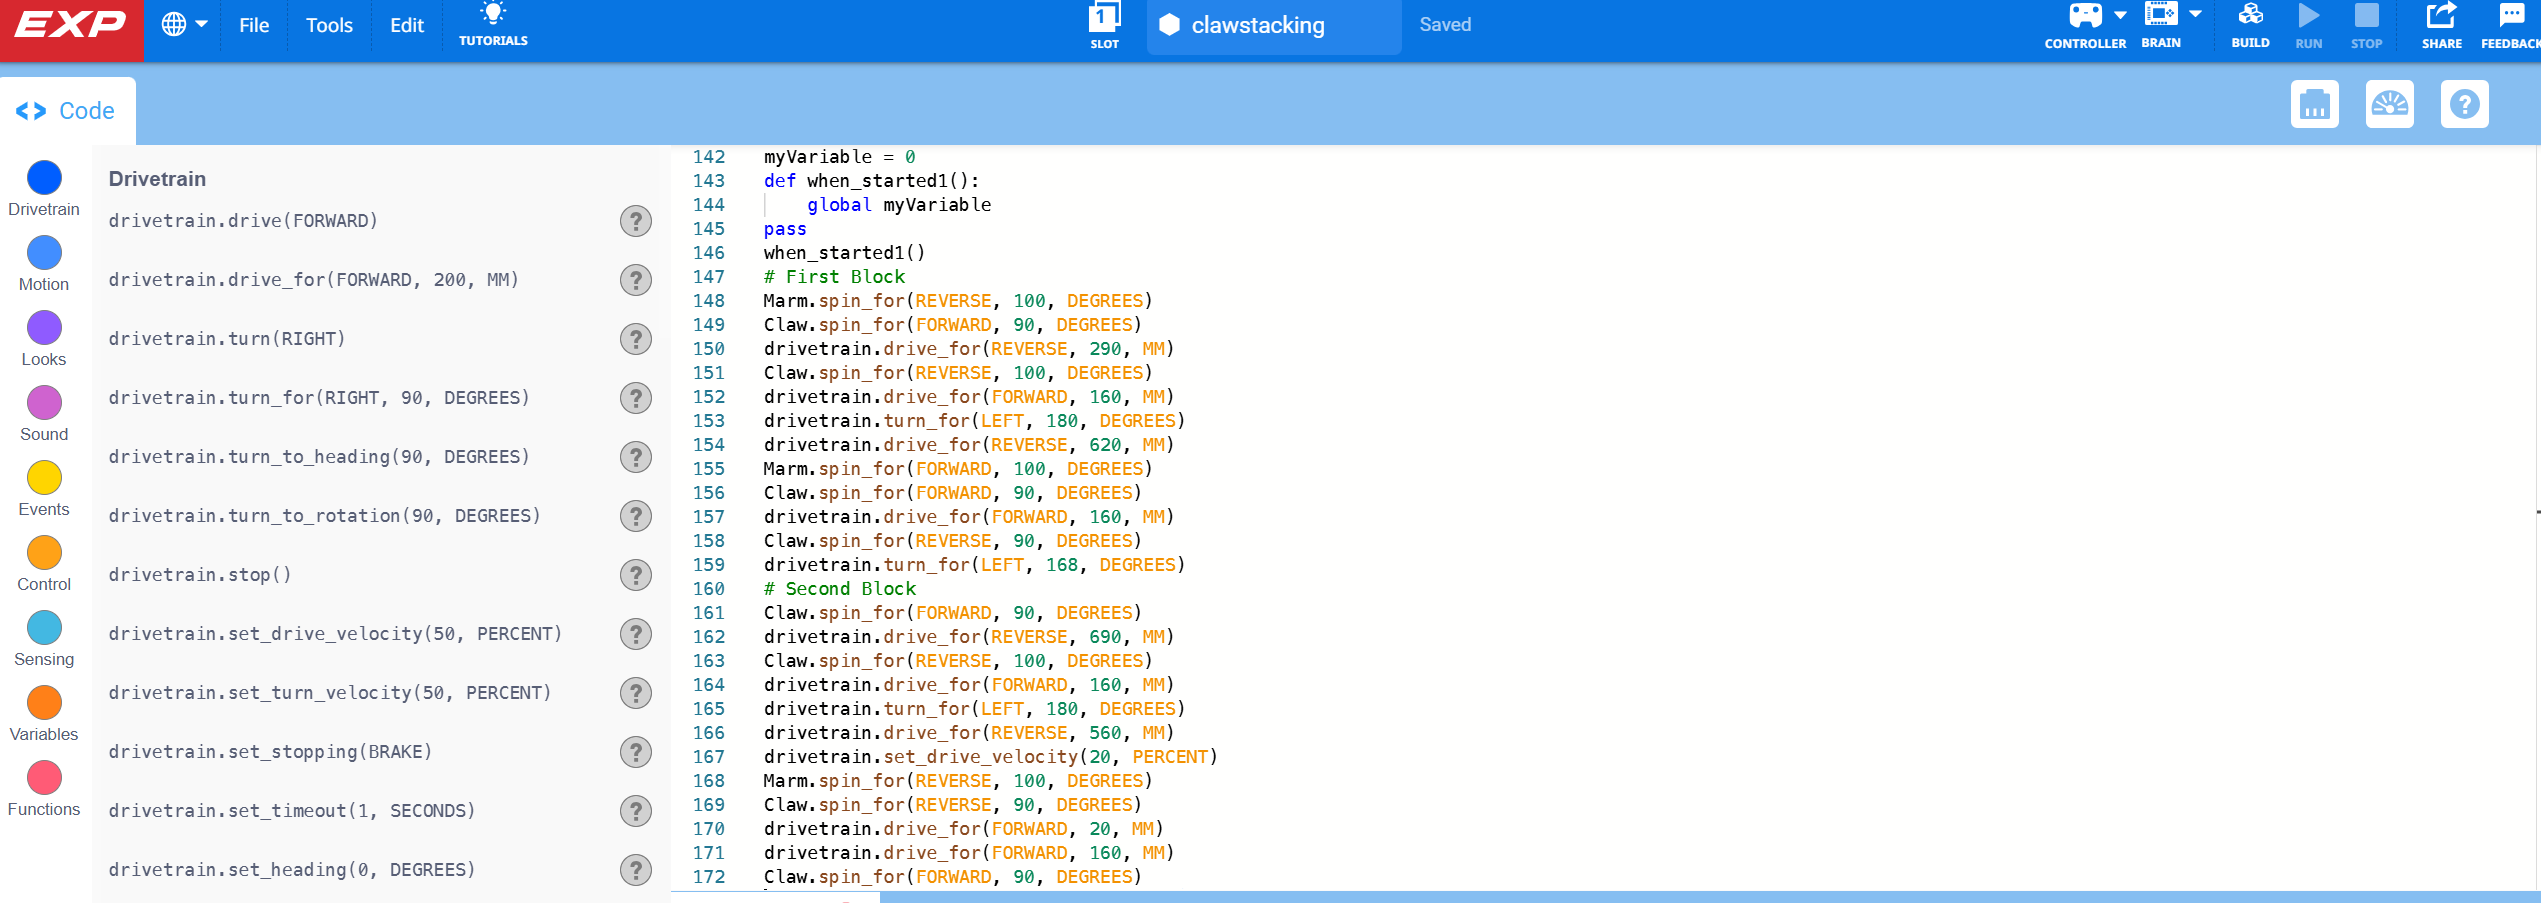 EXP
File
Tools
Edit
TUTORIALS
1
SLOT
clawstacking
Saved
CONTROLLER
BRAIN
BUILD
RUN
STOP
SHARE
FEEDBACK
<> Code
Drivetrain
Motion
Looks
Sound
Events
Control
Sensing
Variables
Functions
Drivetrain
drivetrain.drive(FORWARD)
drivetrain.drive_for(FORWARD, 200, MM)
drivetrain.turn(RIGHT)
drivetrain.turn_for(RIGHT, 90, DEGREES)
drivetrain.turn_to_heading(90, DEGREES)
drivetrain.turn_to_rotation(90, DEGREES)
drivetrain.stop()
drivetrain.set_drive_velocity(50, PERCENT)
drivetrain.set_turn_velocity(50, PERCENT)
drivetrain.set_stopping(BRAKE)
drivetrain.set_timeout(1, SECONDS)
drivetrain.set_heading(0, DEGREES)
142 myVariable = 0
143 def when_started1():
144 global myVariable
145 pass
146 when_started1()
147 # First Block
148 Marm.spin_for(REVERSE, 100, DEGREES)
149 Claw.spin_for(FORWARD, 90, DEGREES)
150 drivetrain.drive_for(REVERSE, 290, MM)
151 Claw.spin_for(REVERSE, 100, DEGREES)
152 drivetrain.drive_for(FORWARD, 160, MM)
153 drivetrain.turn_for(LEFT, 180, DEGREES)
154 drivetrain.drive_for(REVERSE, 620, MM)
155 Marm.spin_for(FORWARD, 100, DEGREES)
156 Claw.spin_for(FORWARD, 90, DEGREES)
157 drivetrain.drive_for(FORWARD, 160, MM)
158 Claw.spin_for(REVERSE, 90, DEGREES)
159 drivetrain.turn_for(LEFT, 168, DEGREES)
160 # Second Block
161 Claw.spin_for(FORWARD, 90, DEGREES)
162 drivetrain.drive_for(REVERSE, 690, MM)
163 Claw.spin_for(REVERSE, 100, DEGREES)
164 drivetrain.drive_for(FORWARD, 160, MM)
165 drivetrain.turn_for(LEFT, 180, DEGREES)
166 drivetrain.drive_for(REVERSE, 560, MM)
167 drivetrain.set_drive_velocity(20, PERCENT)
168 Marm.spin_for(REVERSE, 100, DEGREES)
169 Claw.spin_for(REVERSE, 90, DEGREES)
170 drivetrain.drive_for(FORWARD, 20, MM)
171 drivetrain.drive_for(FORWARD, 160, MM)
172 Claw.spin_for(FORWARD, 90, DEGREES)